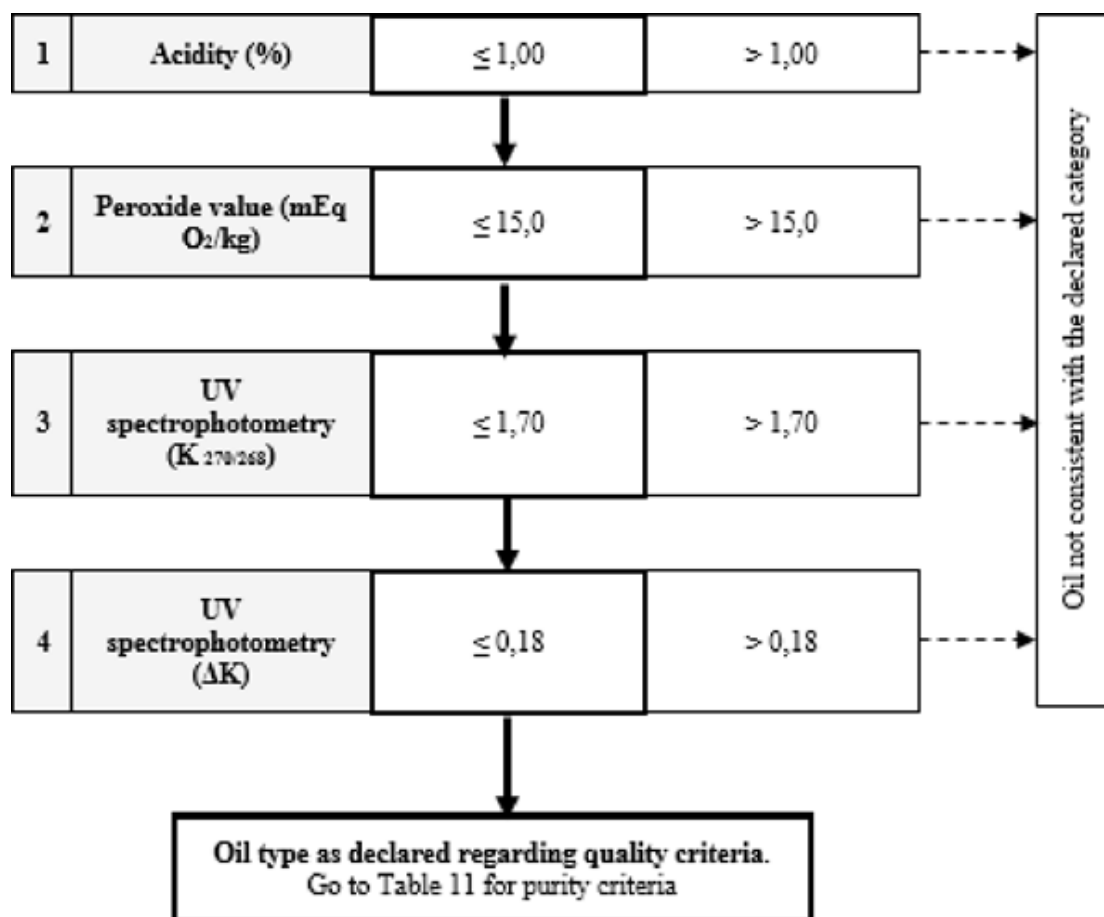 1 Acidity (%) ≤ 1,00 > 1,00
2 Peroxide value (mEq
O₂/kg) ≤ 15,0 > 15,0
3 UV
spectrophotometry
(K 270/268) ≤ 1,70 > 1,70
4 UV
spectrophotometry
(ΔK) ≤ 0,18 > 0,18
Oil not consistent with the declared category
Oil type as declared regarding quality criteria.
Go to Table 11 for purity criteria